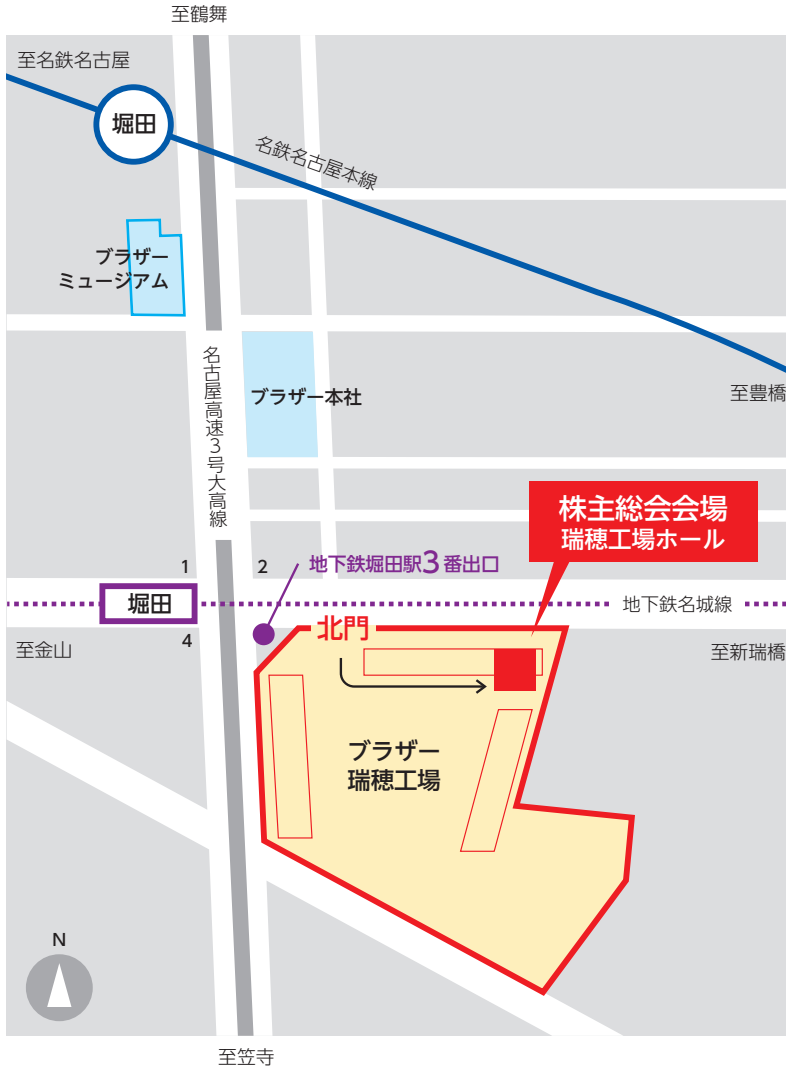 至鶴舞
至名鉄名古屋
堀田
名鉄名古屋本線
ブラザー
ミュージアム
名古屋高速3号大高線
ブラザー本社
至豊橋
株主総会会場
瑞穂工場ホール
1
2
地下鉄堀田駅3番出口
堀田
地下鉄名城線
4
北門
至金山
至新瑞橋
ブラザー
瑞穂工場
N
至笠寺